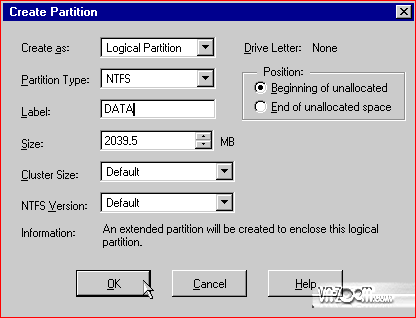 Create Partition
Create as: Logical Partition Drive Letter: None
Partition Type: NTFS Position:
Beginning of unallocated
Label: DATA End of unallocated space
Size: 2039.5 MB
Cluster Size: Default
NTFS Version: Default
Information: An extended partition will be created to enclose this logical
partition.
OK Cancel Help